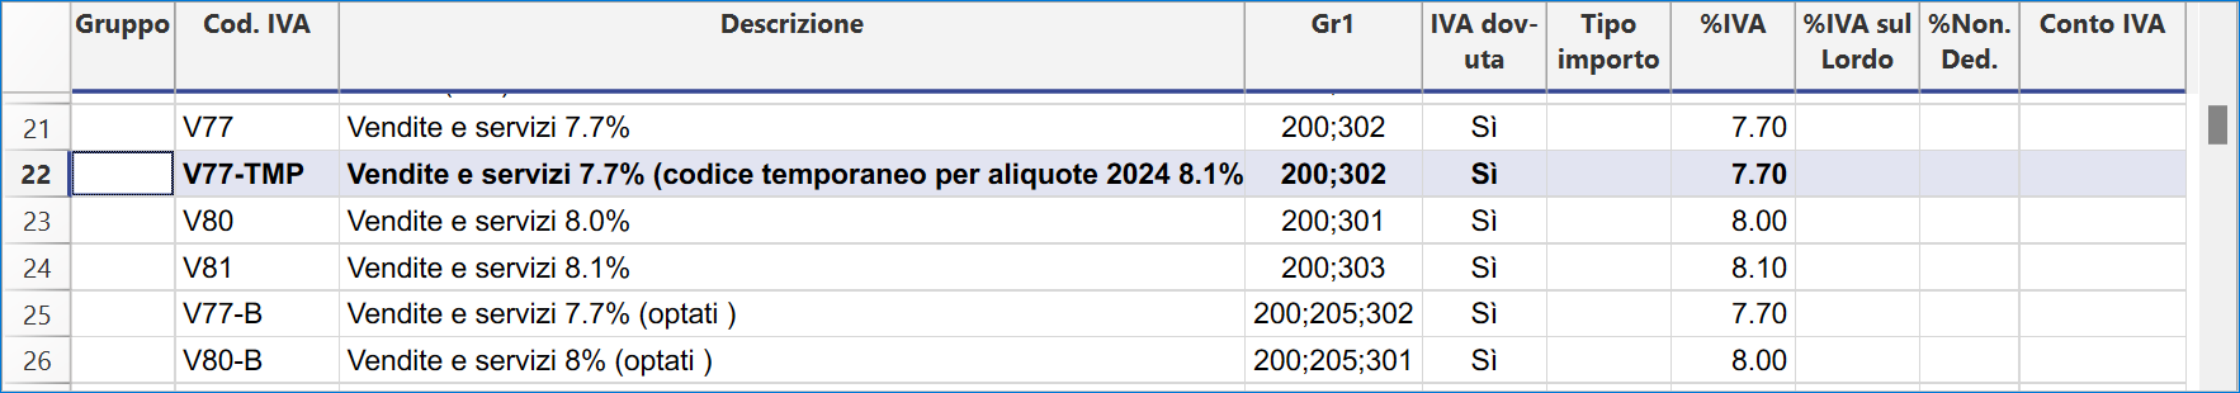 Gruppo Cod. IVA Descrizione Gr1 IVA dov- Tipo %IVA %IVA sul %Non. Conto IVA
uta importo Lordo Ded.
21 V77 Vendite e servizi 7.7% 200;302 Sì 7.70
22 V77-TMP Vendite e servizi 7.7% (codice temporaneo per aliquote 2024 8.1% 200;302 Sì 7.70
23 V80 Vendite e servizi 8.0% 200;301 Sì 8.00
24 V81 Vendite e servizi 8.1% 200;303 Sì 8.10
25 V77-B Vendite e servizi 7.7% (optati ) 200;205;302 Sì 7.70
26 V80-B Vendite e servizi 8% (optati ) 200;205;301 Sì 8.00